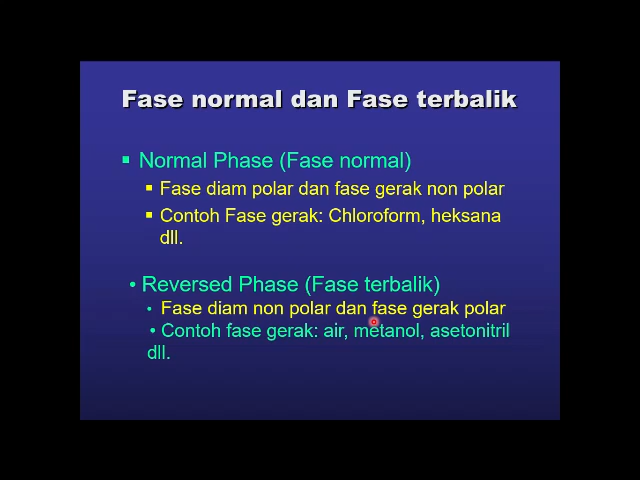 Fase normal dan Fase terbalik
▪ Normal Phase (Fase normal)
▪ Fase diam polar dan fase gerak non polar
▪ Contoh Fase gerak: Chloroform, heksana
dll.
• Reversed Phase (Fase terbalik)
• Fase diam non polar dan fase gerak polar
• Contoh fase gerak: air, metanol, asetonitril
dll.